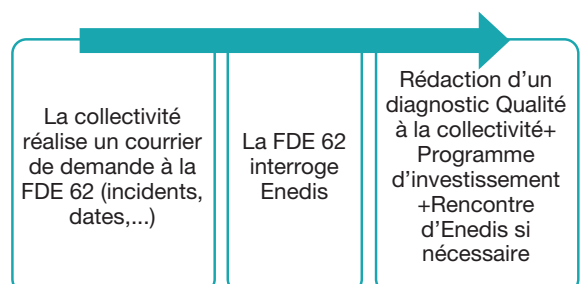 La collectivité
réalise un courrier
de demande à la
FDE 62 (incidents,
dates,...)
La FDE 62
interroge
Enedis
Rédaction d'un
diagnostic Qualité
à la collectivité+
Programme
d'investissement
+Rencontre
d'Enedis si
nécessaire